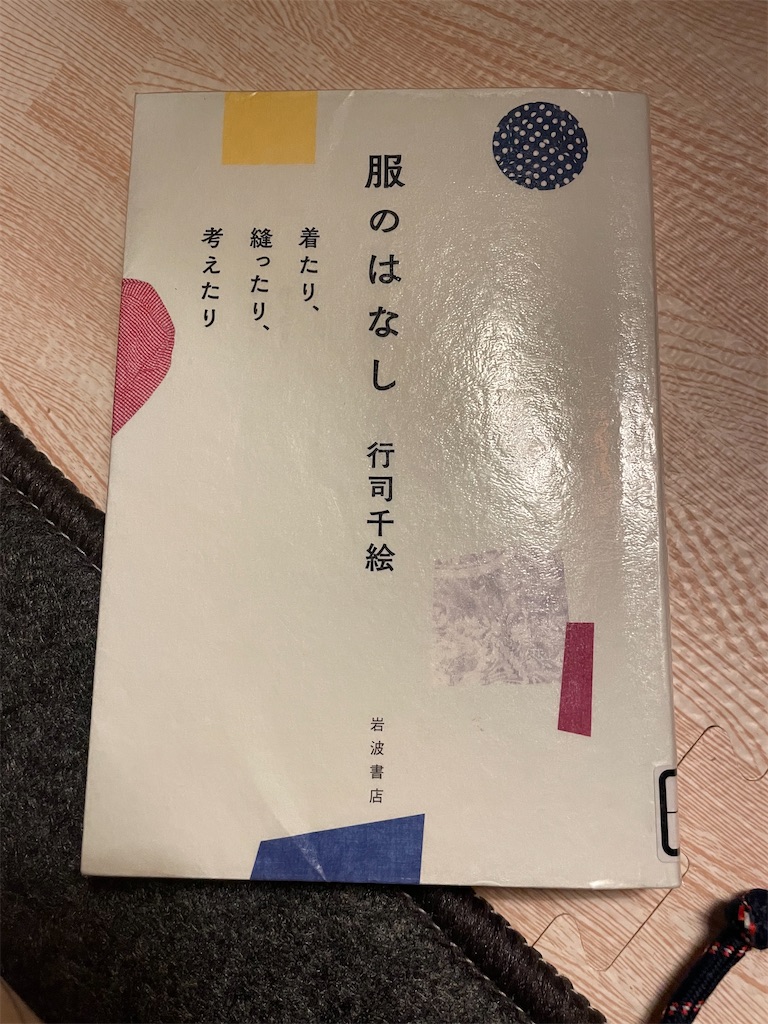 服のはなし
着たり、
縫ったり、
考えたり
行司千絵
岩波書店